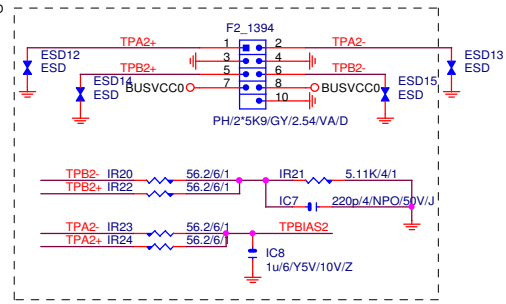 F2_1394
TPA2+ 1 2 TPA2-
ESD12
ESD
3 4
ESD13
ESD
TPB2+ 5 6 TPB2-
ESD14
ESD
BUSVCC0 7 8 BUSVCC0
ESD15
ESD
10
PH/2*5K9/GY/2.54/VA/D
TPB2- IR20 56.2/6/1 IR21 5.11K/4/1
TPB2+ IR22 56.2/6/1 IC7 220p/4/NPO/50V/J
TPA2- IR23 56.2/6/1 TPBIAS2
TPA2+ IR24 56.2/6/1
IC8
1u/6/Y5V/10V/Z